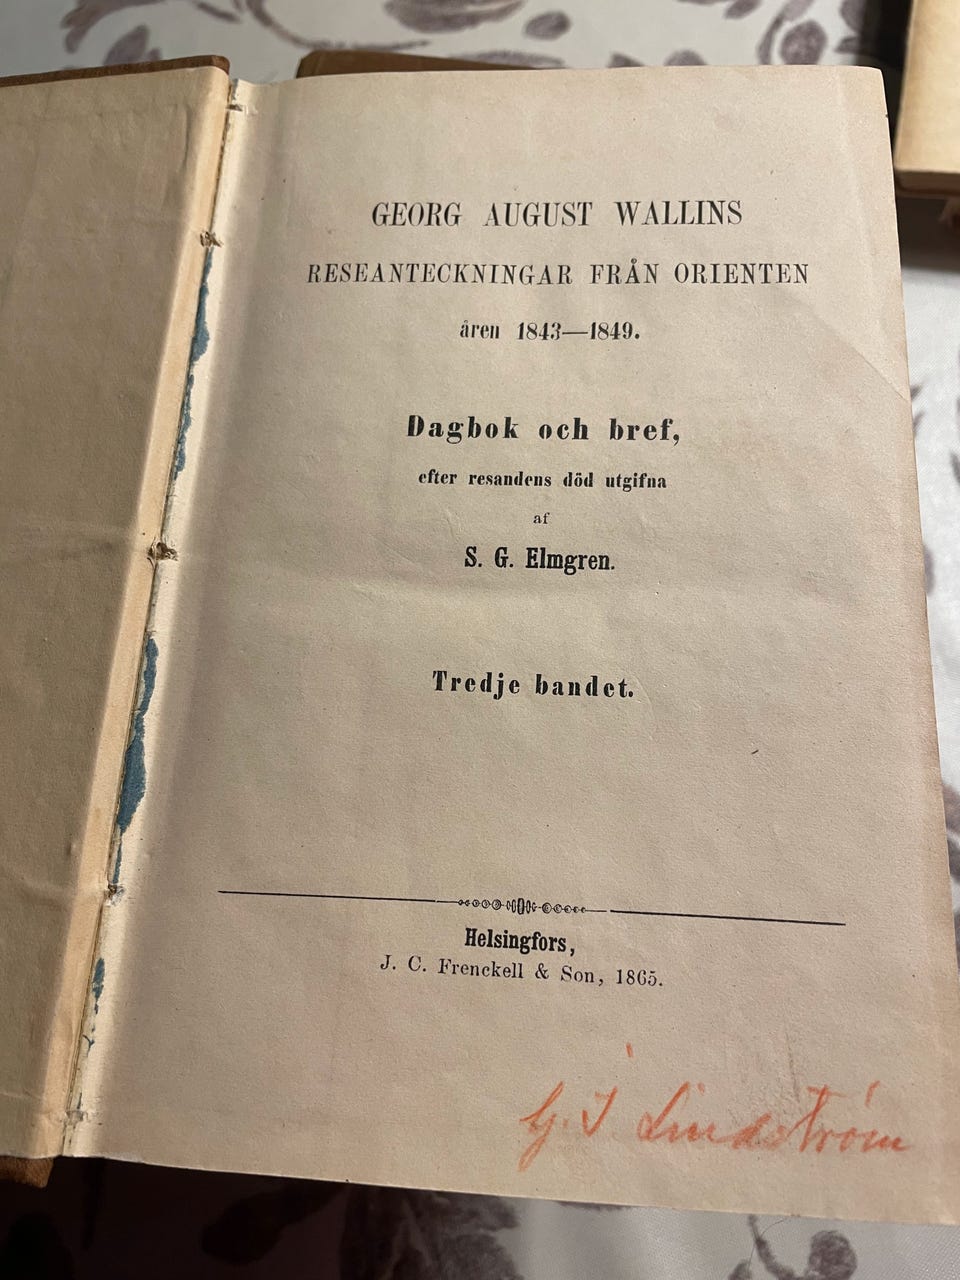 GEORG AUGUST WALLINS
RESEANTECKNINGAR FRÅN ORIENTEN
åren 1843—1849.
Dagbok och bref,
efter resandens död utgifna
af
S. G. Elmgren.
Tredje bandet.
Helsingfors,
J. C. Frenckell & Son, 1865.
G. I Lindström